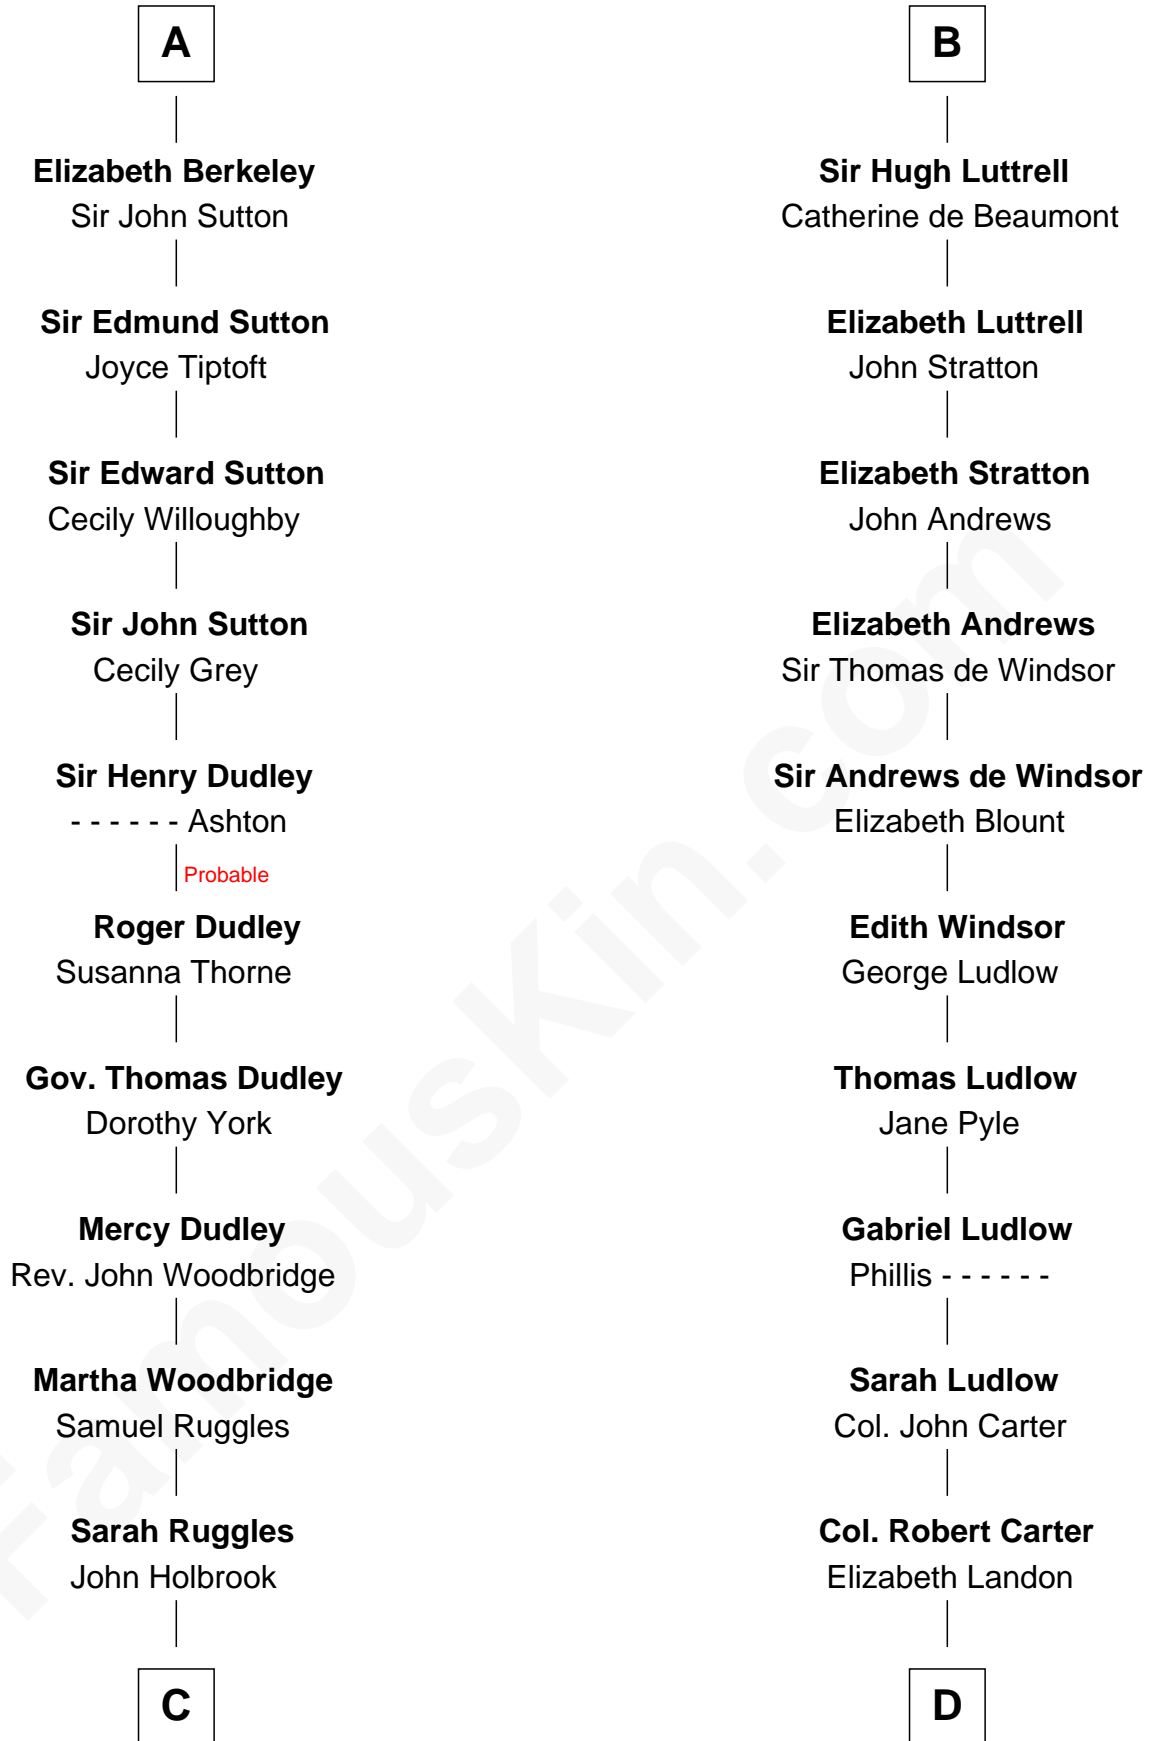 A
Elizabeth Berkeley
Sir John Sutton
Sir Edmund Sutton
Joyce Tiptoft
Sir Edward Sutton
Cecily Willoughby
Sir John Sutton
Cecily Grey
Sir Henry Dudley
- - - - - - Ashton
Probable
Roger Dudley
Susanna Thorne
Gov. Thomas Dudley
Dorothy York
Mercy Dudley
Rev. John Woodbridge
Martha Woodbridge
Samuel Ruggles
Sarah Ruggles
John Holbrook
C
B
Sir Hugh Luttrell
Catherine de Beaumont
Elizabeth Luttrell
John Stratton
Elizabeth Stratton
John Andrews
Elizabeth Andrews
Sir Thomas de Windsor
Sir Andrews de Windsor
Elizabeth Blount
Edith Windsor
George Ludlow
Thomas Ludlow
Jane Pyle
Gabriel Ludlow
Phillis - - - - - -
Sarah Ludlow
Col. John Carter
Col. Robert Carter
Elizabeth Landon
D
FamousKin.com